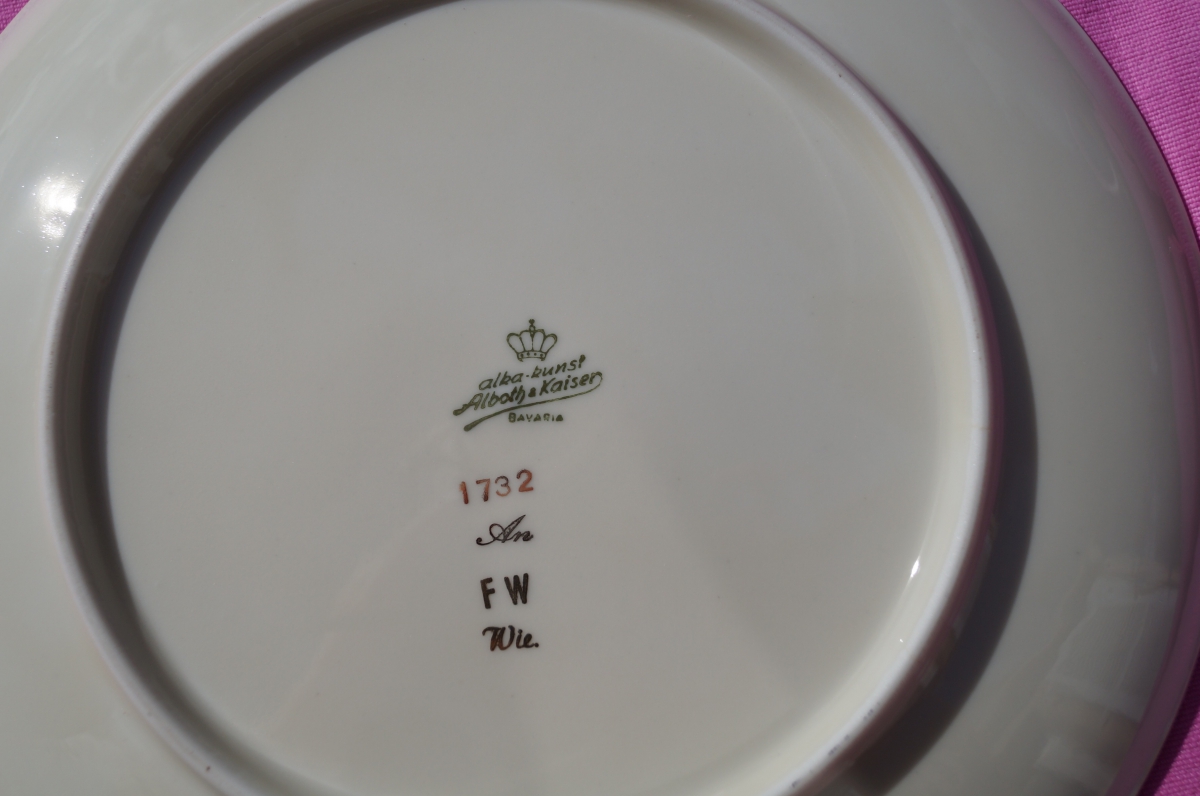 alka-kunst
Alboth & Kaiser
BAVARIA
1732
An
FW
Wie.